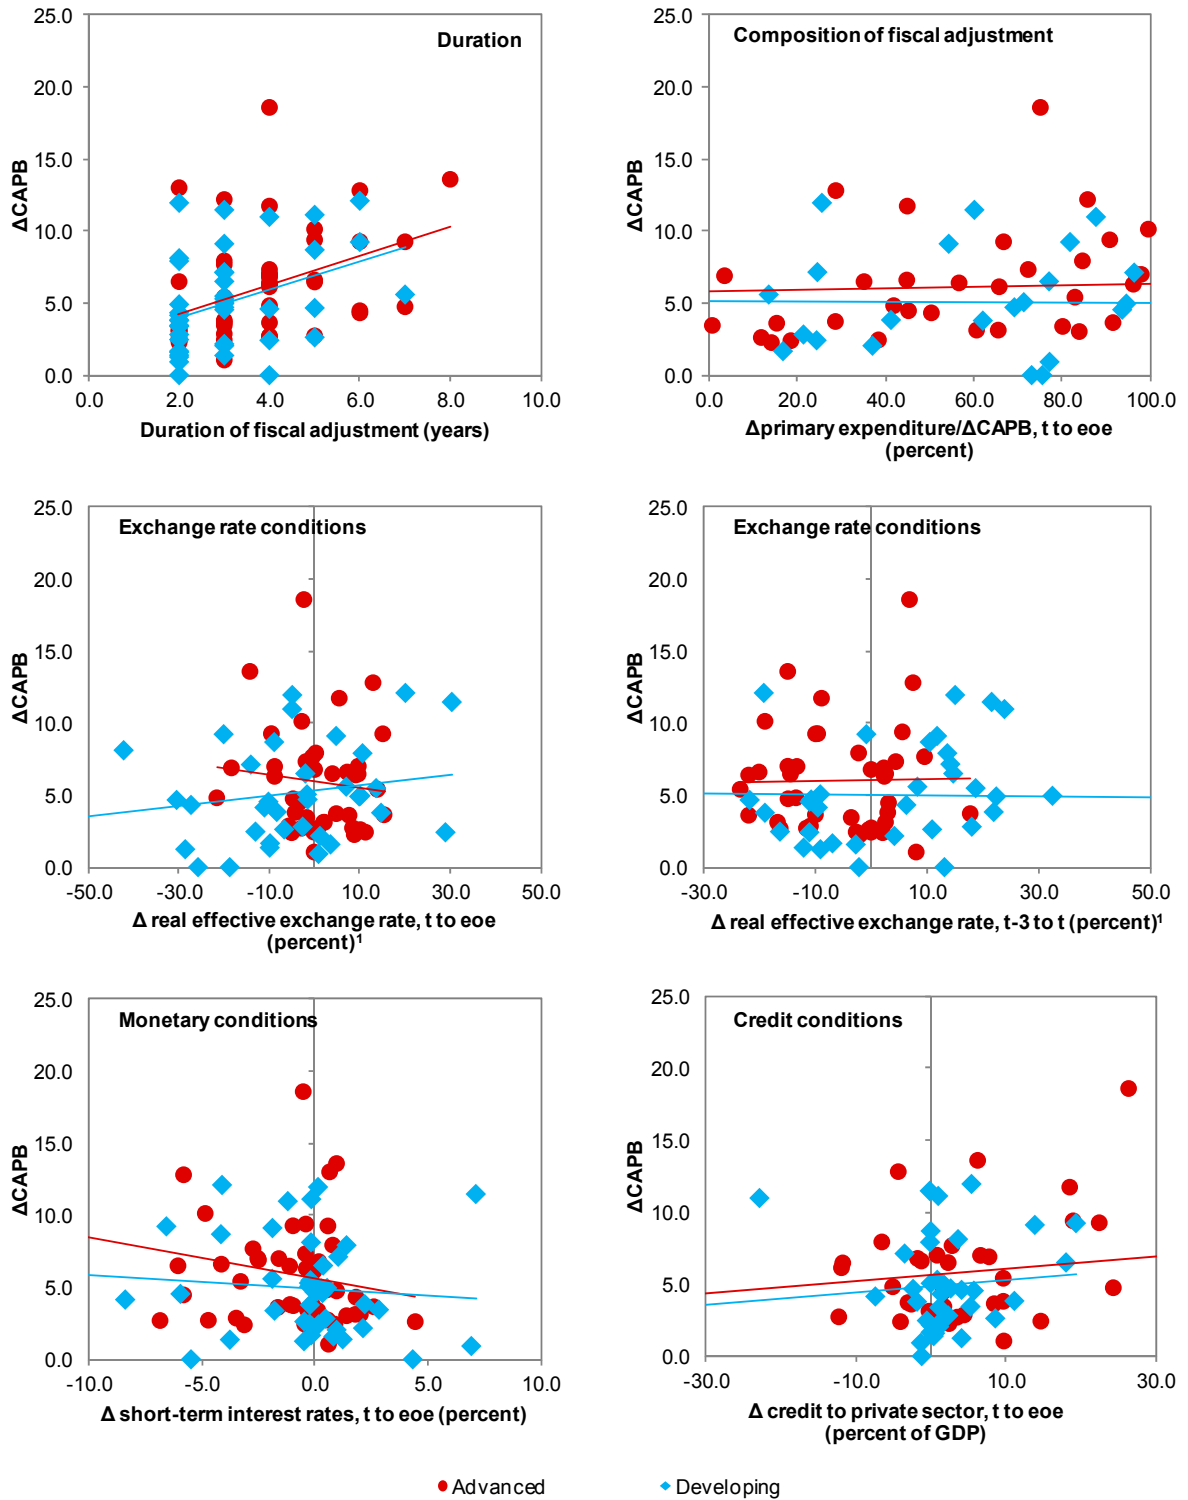 Duration
ΔCAPB
25.0
20.0
15.0
10.0
5.0
0.0
0.0 2.0 4.0 6.0 8.0 10.0
Duration of fiscal adjustment (years)
Composition of fiscal adjustment
ΔCAPB
25.0
20.0
15.0
10.0
5.0
0.0
0.0 20.0 40.0 60.0 80.0 100.0
Δprimary expenditure/ΔCAPB, t to eoe
(percent)
Exchange rate conditions
ΔCAPB
25.0
20.0
15.0
10.0
5.0
0.0
-50.0 -30.0 -10.0 10.0 30.0 50.0
Δ real effective exchange rate, t to eoe
(percent)¹
Exchange rate conditions
ΔCAPB
25.0
20.0
15.0
10.0
5.0
0.0
-30.0 -10.0 10.0 30.0 50.0
Δ real effective exchange rate, t-3 to t (percent)¹
Monetary conditions
ΔCAPB
25.0
20.0
15.0
10.0
5.0
0.0
-10.0 -5.0 0.0 5.0 10.0
Δ short-term interest rates, t to eoe (percent)
Credit conditions
ΔCAPB
25.0
20.0
15.0
10.0
5.0
0.0
-30.0 -10.0 10.0 30.0
Δ credit to private sector, t to eoe
(percent of GDP)
Advanced
Developing